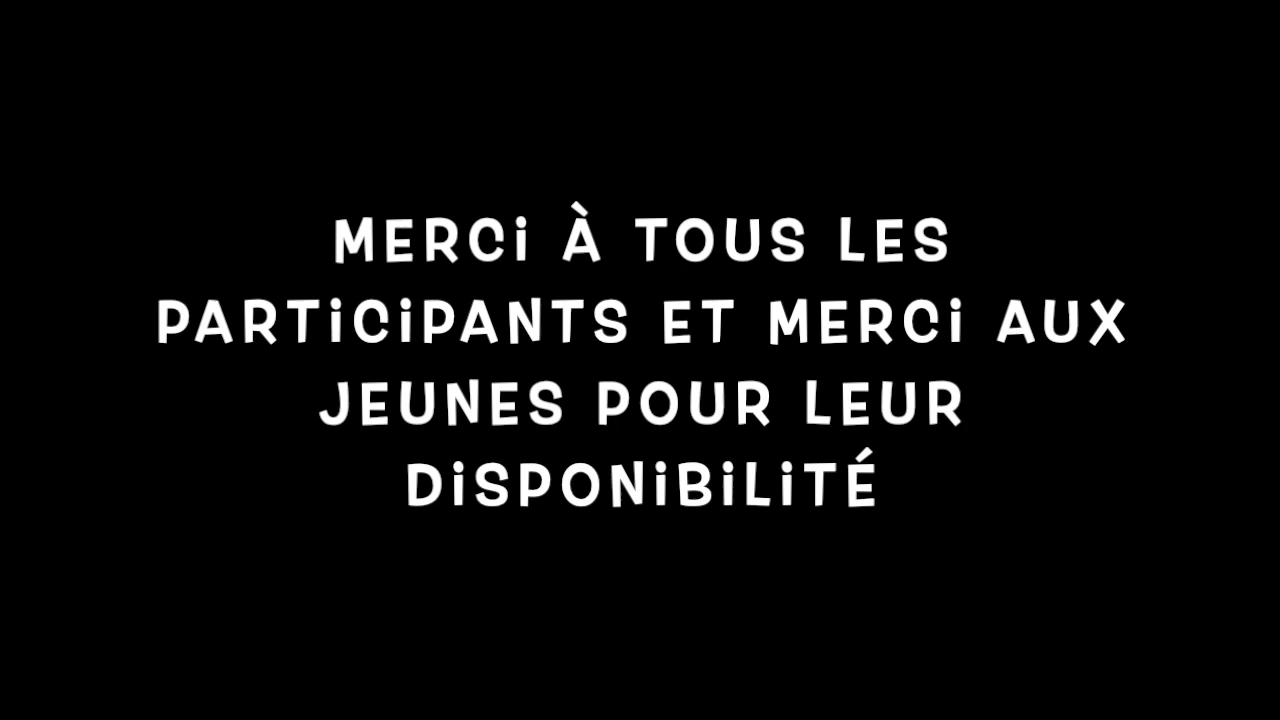 MERCi À TOUS LES
PARTiCiPANTS ET MERCi AUX
JEUNES POUR LEUR
DiSPONiBiLiTÉ